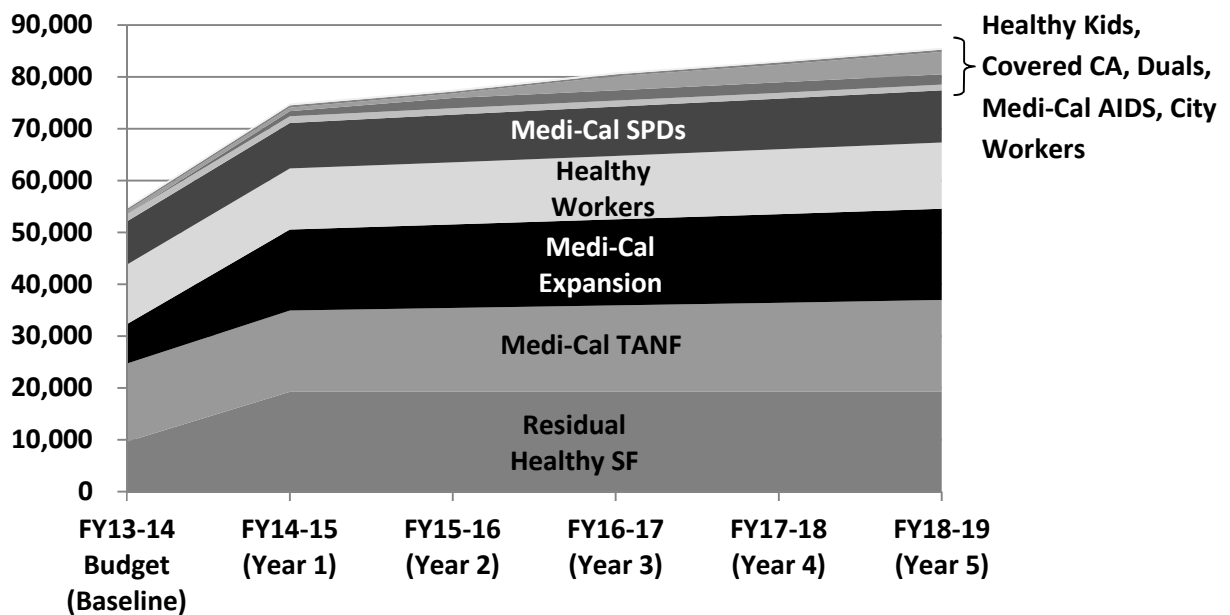 90,000
80,000
70,000
60,000
50,000
40,000
30,000
20,000
10,000
0
Healthy Kids,
Covered CA, Duals,
Medi-Cal AIDS, City
Workers
Medi-Cal SPDs
Healthy
Workers
Medi-Cal
Expansion
Medi-Cal TANF
Residual
Healthy SF
FY13-14
Budget
(Baseline)
FY14-15
(Year 1)
FY15-16
(Year 2)
FY16-17
(Year 3)
FY17-18
(Year 4)
FY18-19
(Year 5)